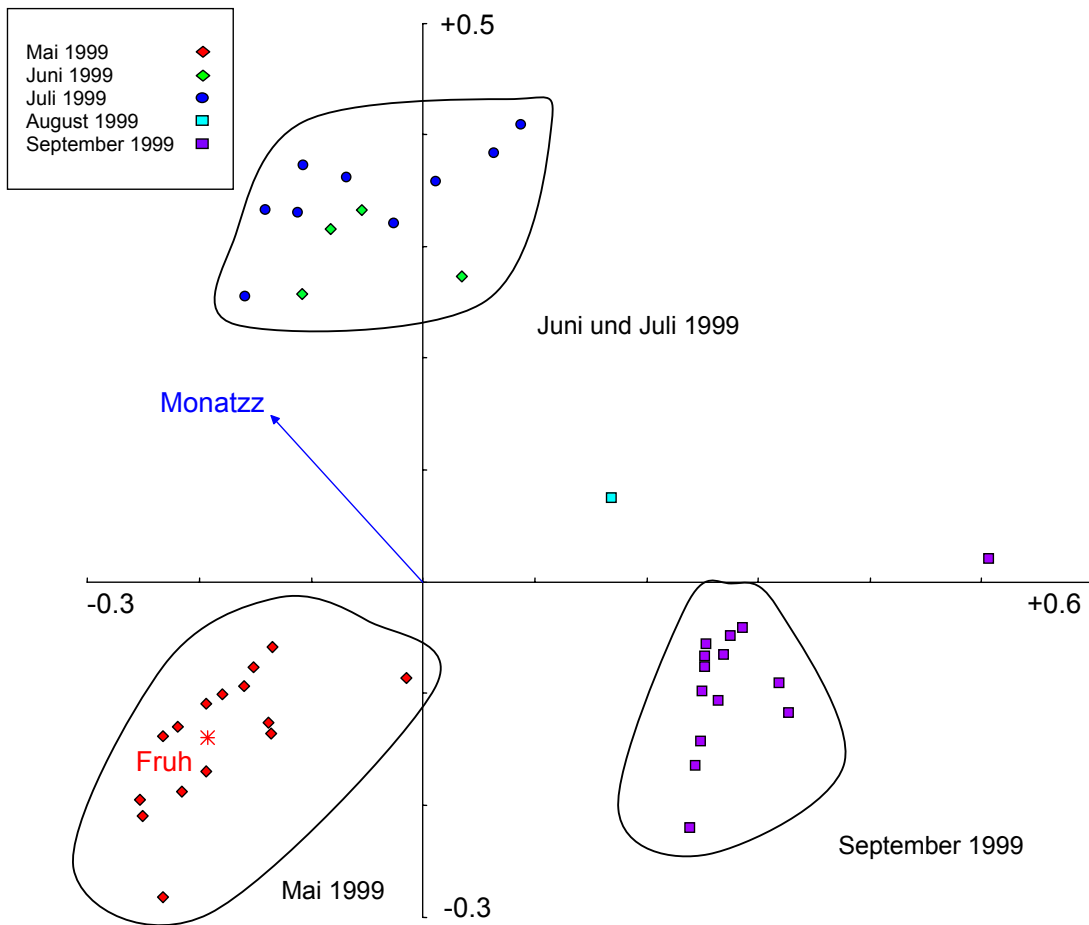 +0.5
Mai 1999
Juni 1999
Juli 1999
August 1999
September 1999
Juni und Juli 1999
Monatzz
-0.3
+0.6
Fruh
September 1999
Mai 1999
-0.3